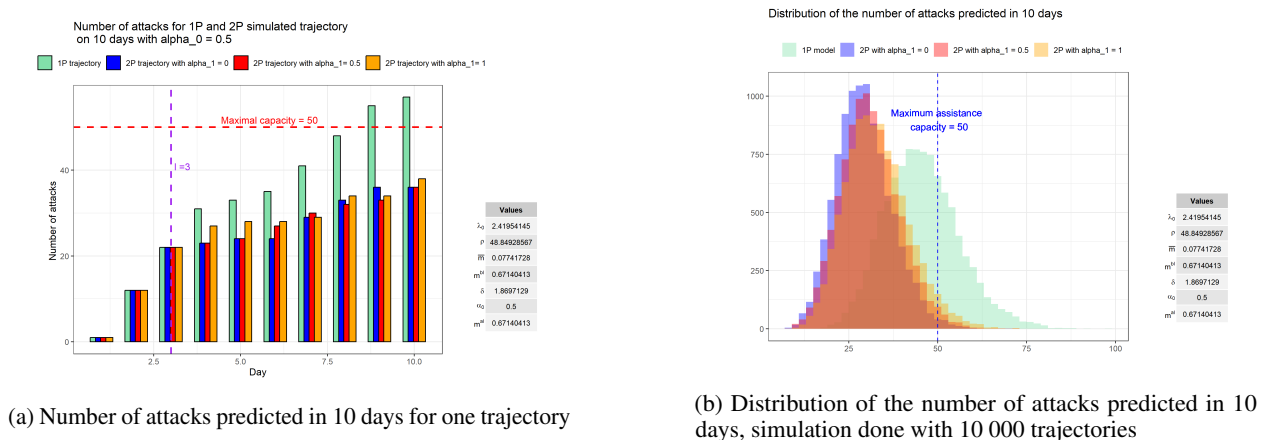 Number of attacks for 1P and 2P simulated trajectory
on 10 days with alpha_0 = 0.5
1P trajectory 2P trajectory with alpha_1= 0 2P trajectory with alpha_1= 0.5 2P trajectory with alpha_1= 1
Maximal capacity = 50
l =3
Number of attacks
0
20
40
2.5 5.0 7.5 10.0
Day
Values
λ₀ 2.41954145
ρ 48.84928567
m̅ 0.07741728
mᵇˡ 0.67140413
δ 1.8697129
α₀ 0.5
mᵃˡ 0.67140413
(a) Number of attacks predicted in 10 days for one trajectory
Distribution of the number of attacks predicted in 10 days
1P model 2P with alpha_1 = 0 2P with alpha_1 = 0.5 2P with alpha_1 = 1
Maximum assistance
capacity = 50
0
250
500
750
1000
25 50 75 100
Values
λ₀ 2.41954145
ρ 48.84928567
m̅ 0.07741728
mᵇˡ 0.67140413
δ 1.8697129
α₀ 0.5
mᵃˡ 0.67140413
(b) Distribution of the number of attacks predicted in 10
days, simulation done with 10 000 trajectories